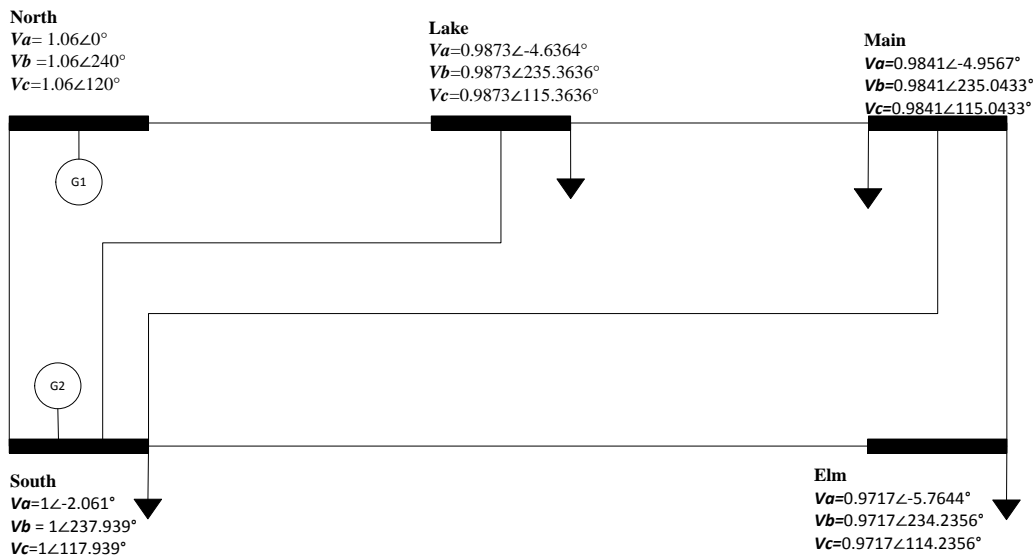 North
Va= 1.06∠0°
Vb =1.06∠240°
Vc=1.06∠120°
Lake
Va=0.9873∠-4.6364°
Vb=0.9873∠235.3636°
Vc=0.9873∠115.3636°
Main
Va=0.9841∠-4.9567°
Vb=0.9841∠235.0433°
Vc=0.9841∠115.0433°
G1
G2
South
Va=1∠-2.061°
Vb = 1∠237.939°
Vc=1∠117.939°
Elm
Va=0.9717∠-5.7644°
Vb=0.9717∠234.2356°
Vc=0.9717∠114.2356°